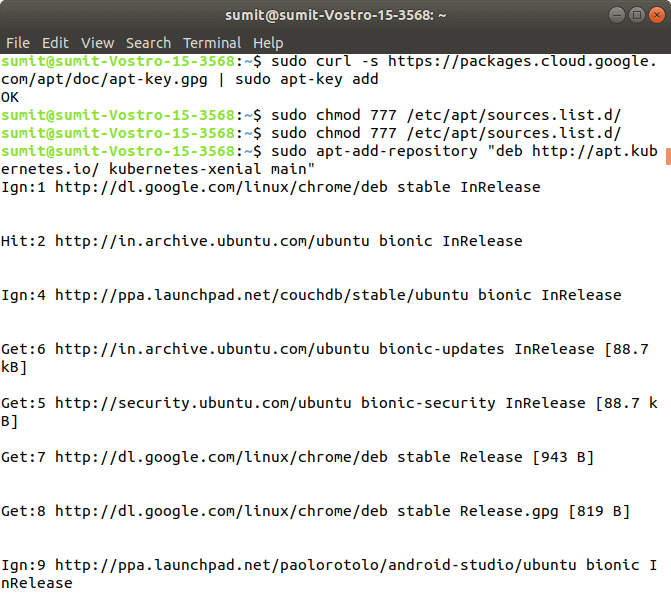 sumit@sumit-Vostro-15-3568: ~
File Edit View Search Terminal Help
sumit@sumit-Vostro-15-3568:~$ sudo curl -s https://packages.cloud.google.
com/apt/doc/apt-key.gpg | sudo apt-key add
OK
sumit@sumit-Vostro-15-3568:~$ sudo chmod 777 /etc/apt/sources.list.d/
sumit@sumit-Vostro-15-3568:~$ sudo chmod 777 /etc/apt/sources.list.d/
sumit@sumit-Vostro-15-3568:~$ sudo apt-add-repository "deb http://apt.kub
ernetes.io/ kubernetes-xenial main"
Ign:1 http://dl.google.com/linux/chrome/deb stable InRelease
Hit:2 http://in.archive.ubuntu.com/ubuntu bionic InRelease
Ign:4 http://ppa.launchpad.net/couchdb/stable/ubuntu bionic InRelease
Get:6 http://in.archive.ubuntu.com/ubuntu bionic-updates InRelease [88.7
kB]
Get:5 http://security.ubuntu.com/ubuntu bionic-security InRelease [88.7 k
B]
Get:7 http://dl.google.com/linux/chrome/deb stable Release [943 B]
Get:8 http://dl.google.com/linux/chrome/deb stable Release.gpg [819 B]
Ign:9 http://ppa.launchpad.net/paolorotolo/android-studio/ubuntu bionic I
nRelease